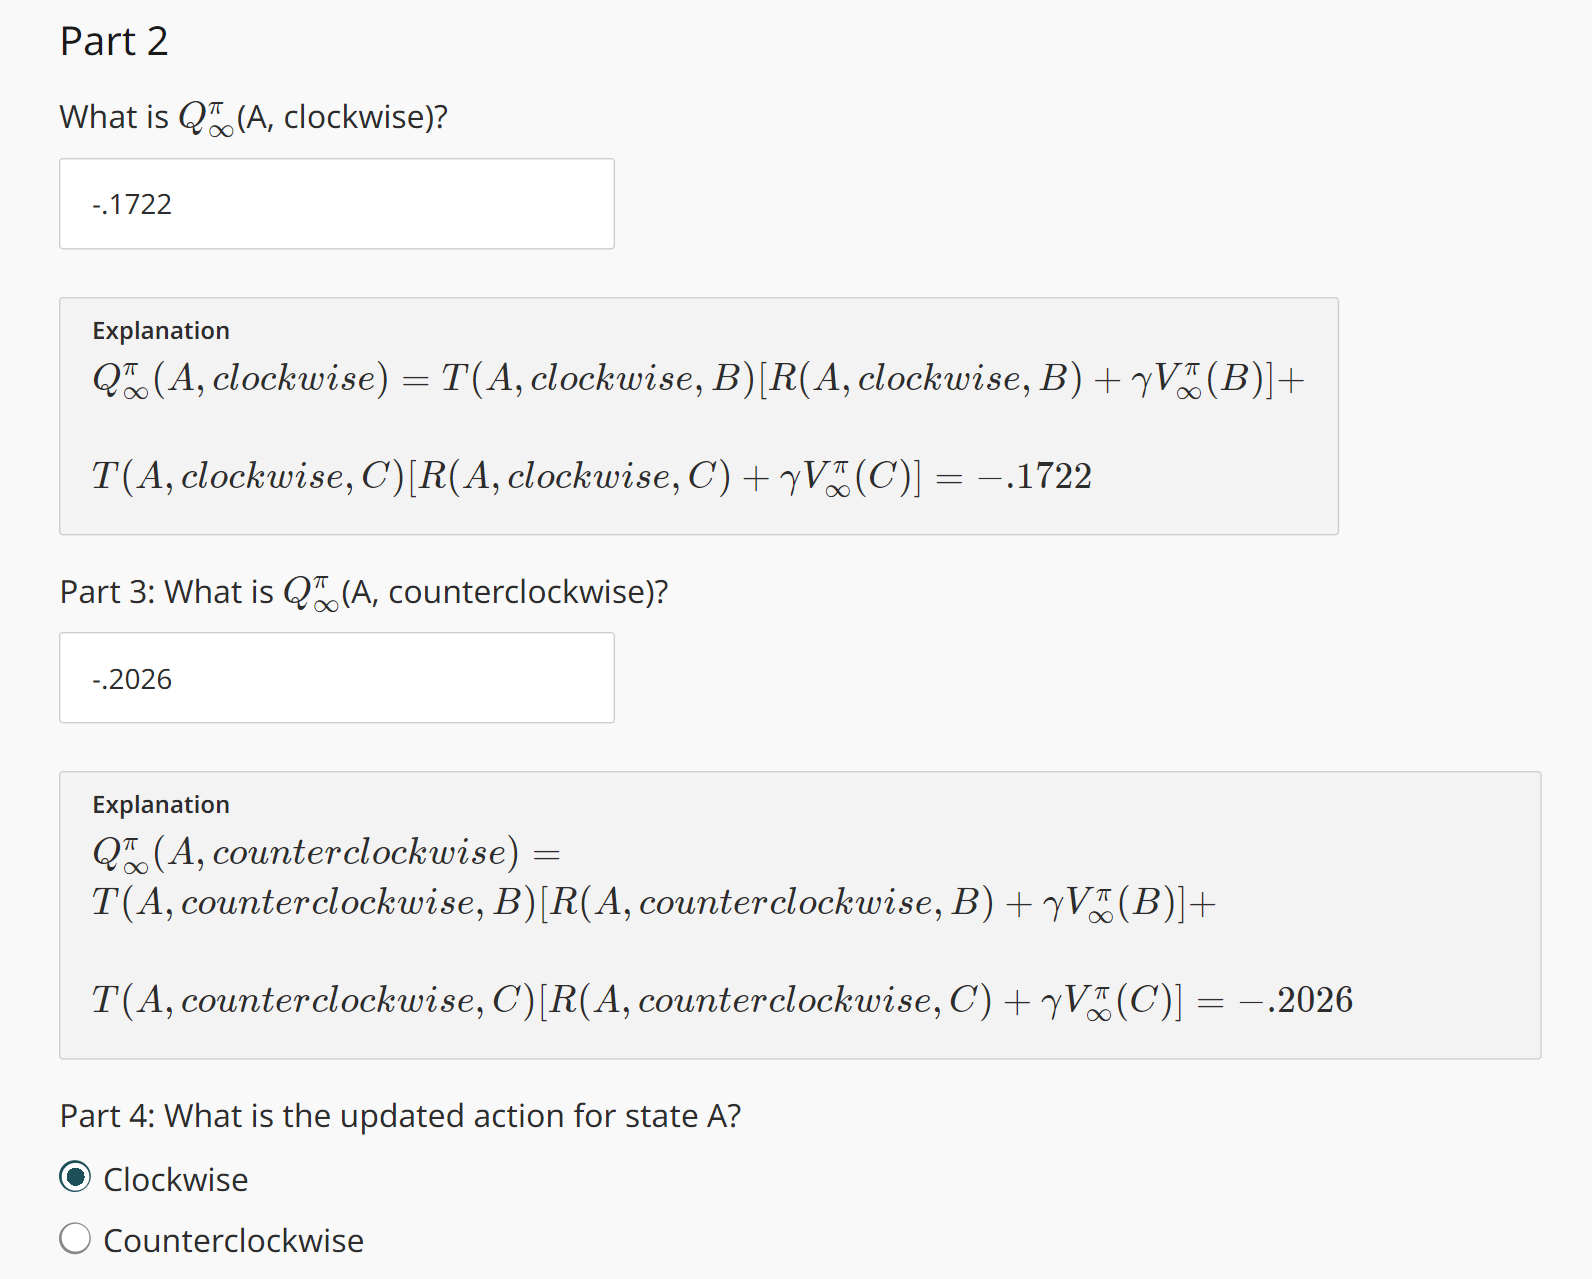 Part 2
What is $Q^{\pi}_{\infty}$(A, clockwise)?
-.1722
Explanation
$Q^{\pi}_{\infty}(A, clockwise) = T(A, clockwise, B)[R(A, clockwise, B) + \gamma V^{\pi}_{\infty}(B)]+$
$T(A, clockwise, C)[R(A, clockwise, C) + \gamma V^{\pi}_{\infty}(C)] = -.1722$
Part 3: What is $Q^{\pi}_{\infty}$(A, counterclockwise)?
-.2026
Explanation
$Q^{\pi}_{\infty}(A, counterclockwise) =$
$T(A, counterclockwise, B)[R(A, counterclockwise, B) + \gamma V^{\pi}_{\infty}(B)]+$
$T(A, counterclockwise, C)[R(A, counterclockwise, C) + \gamma V^{\pi}_{\infty}(C)] = -.2026$
Part 4: What is the updated action for state A?
Clockwise
Counterclockwise